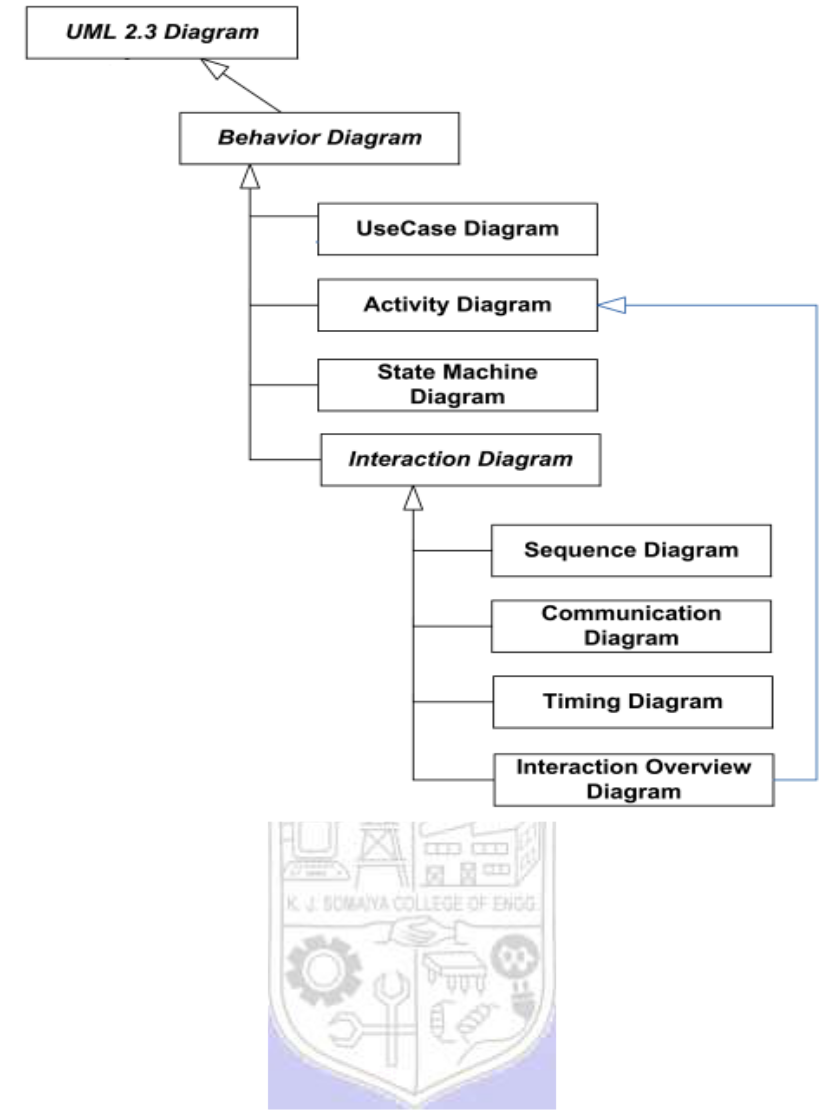 UML 2.3 Diagram
Behavior Diagram
UseCase Diagram
Activity Diagram
State Machine
Diagram
Interaction Diagram
Sequence Diagram
Communication
Diagram
Timing Diagram
Interaction Overview
Diagram
K. J. SOMAIYA COLLEGE OF ENGG.